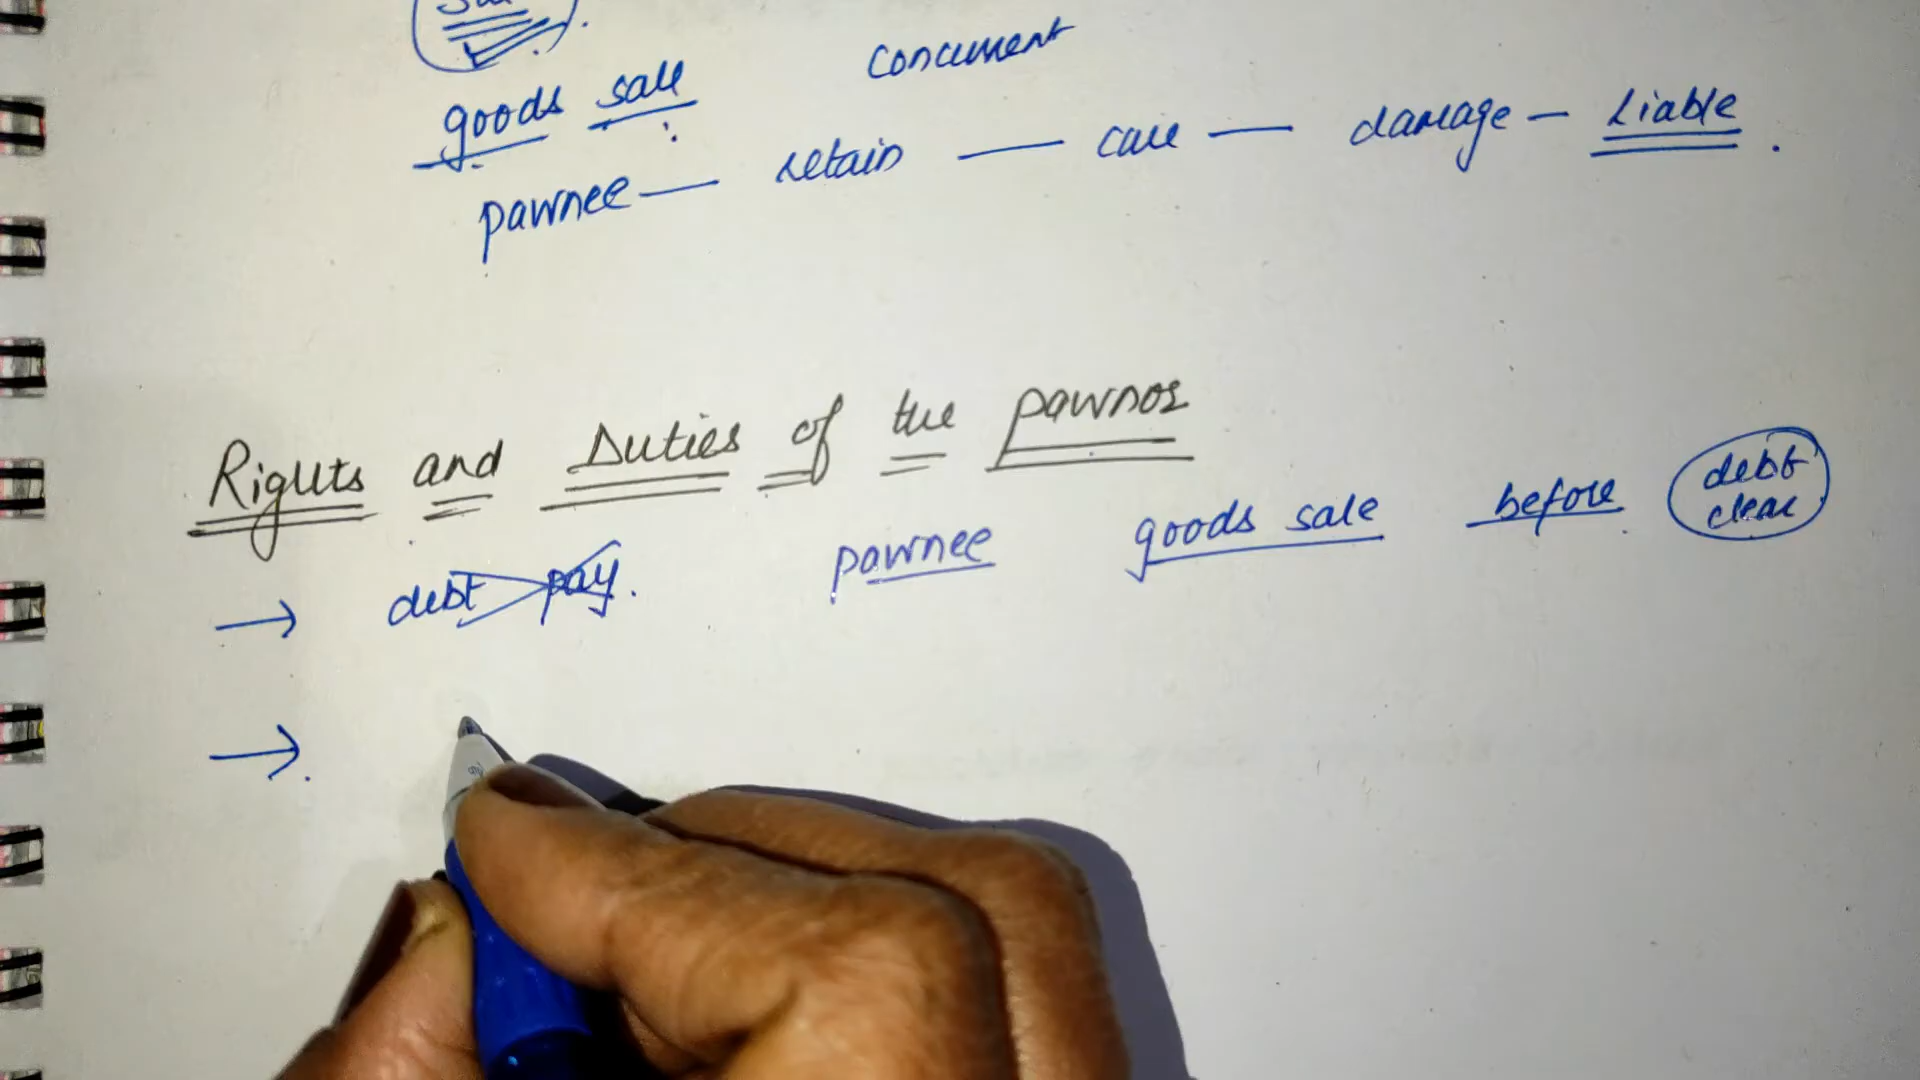 goods sale concurrent
pawnee — retain — care — damage — Liable.
Rights and Duties of the pawnor
→ debt pay. pawnee goods sale before debt clear
→